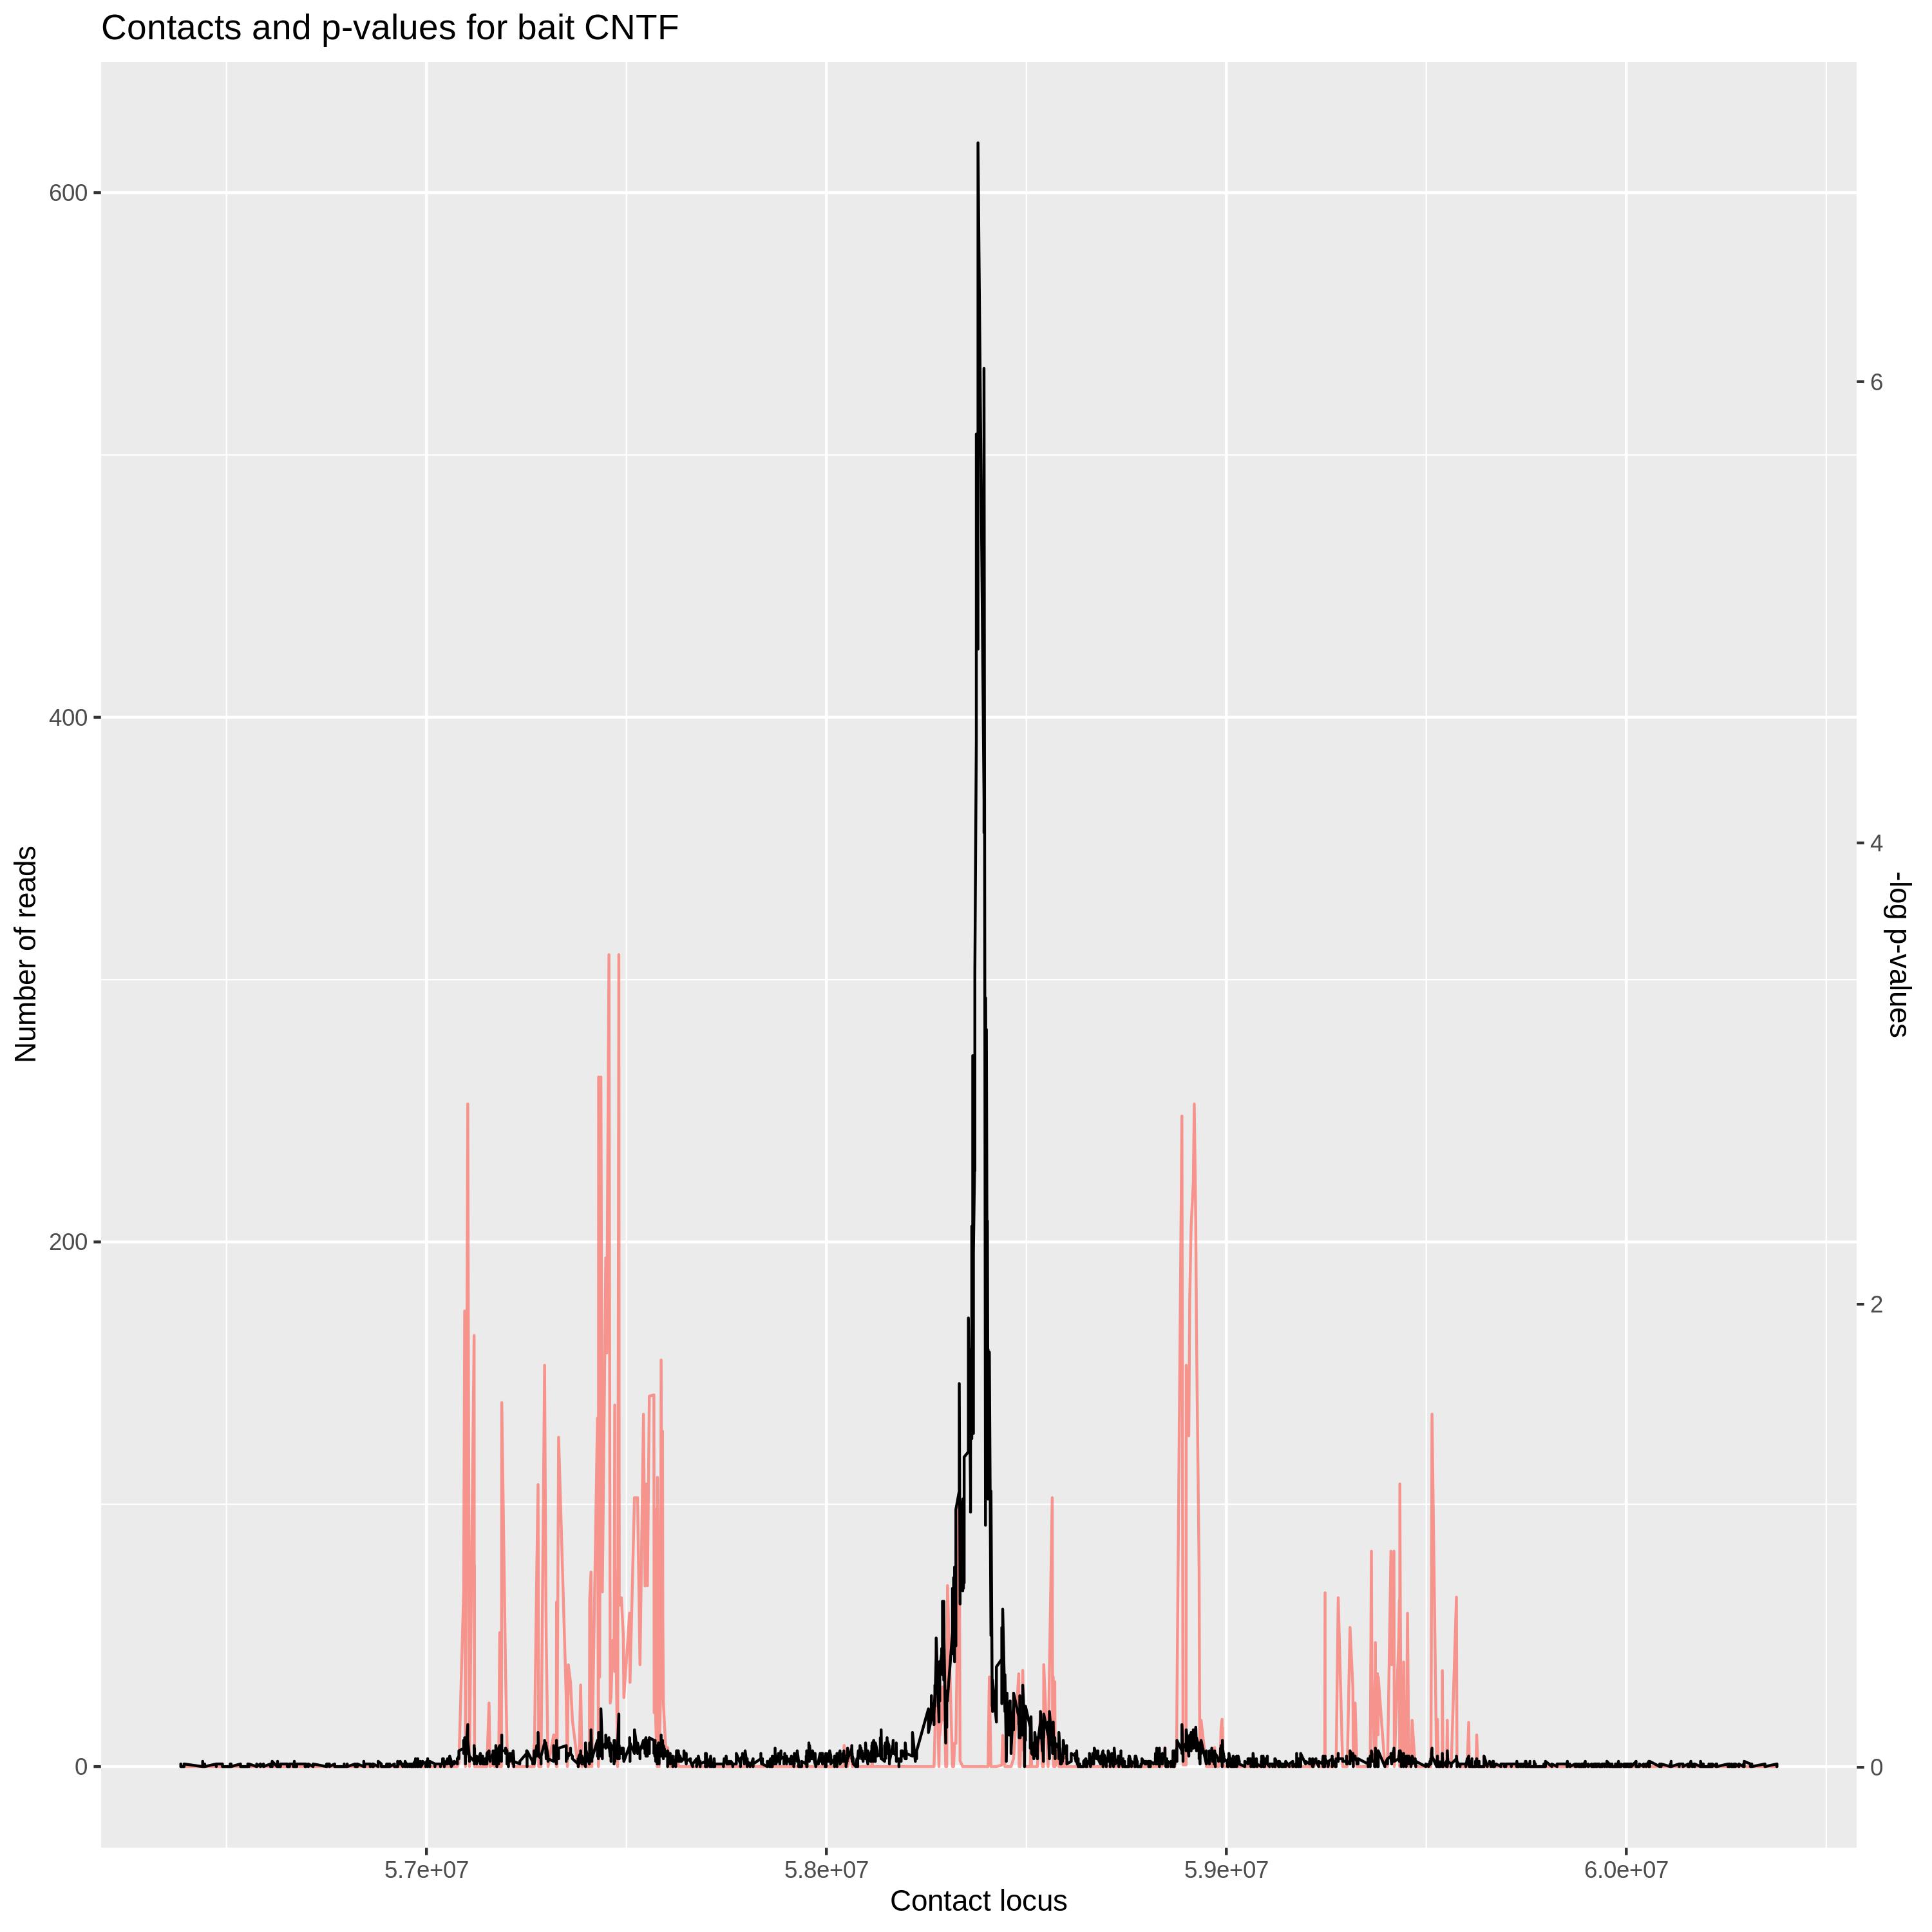 Contacts and p-values for bait CNTF
600
400
200
0
6
4
2
0
Number of reads
-log p-values
5.7e+07
5.8e+07
5.9e+07
6.0e+07
Contact locus